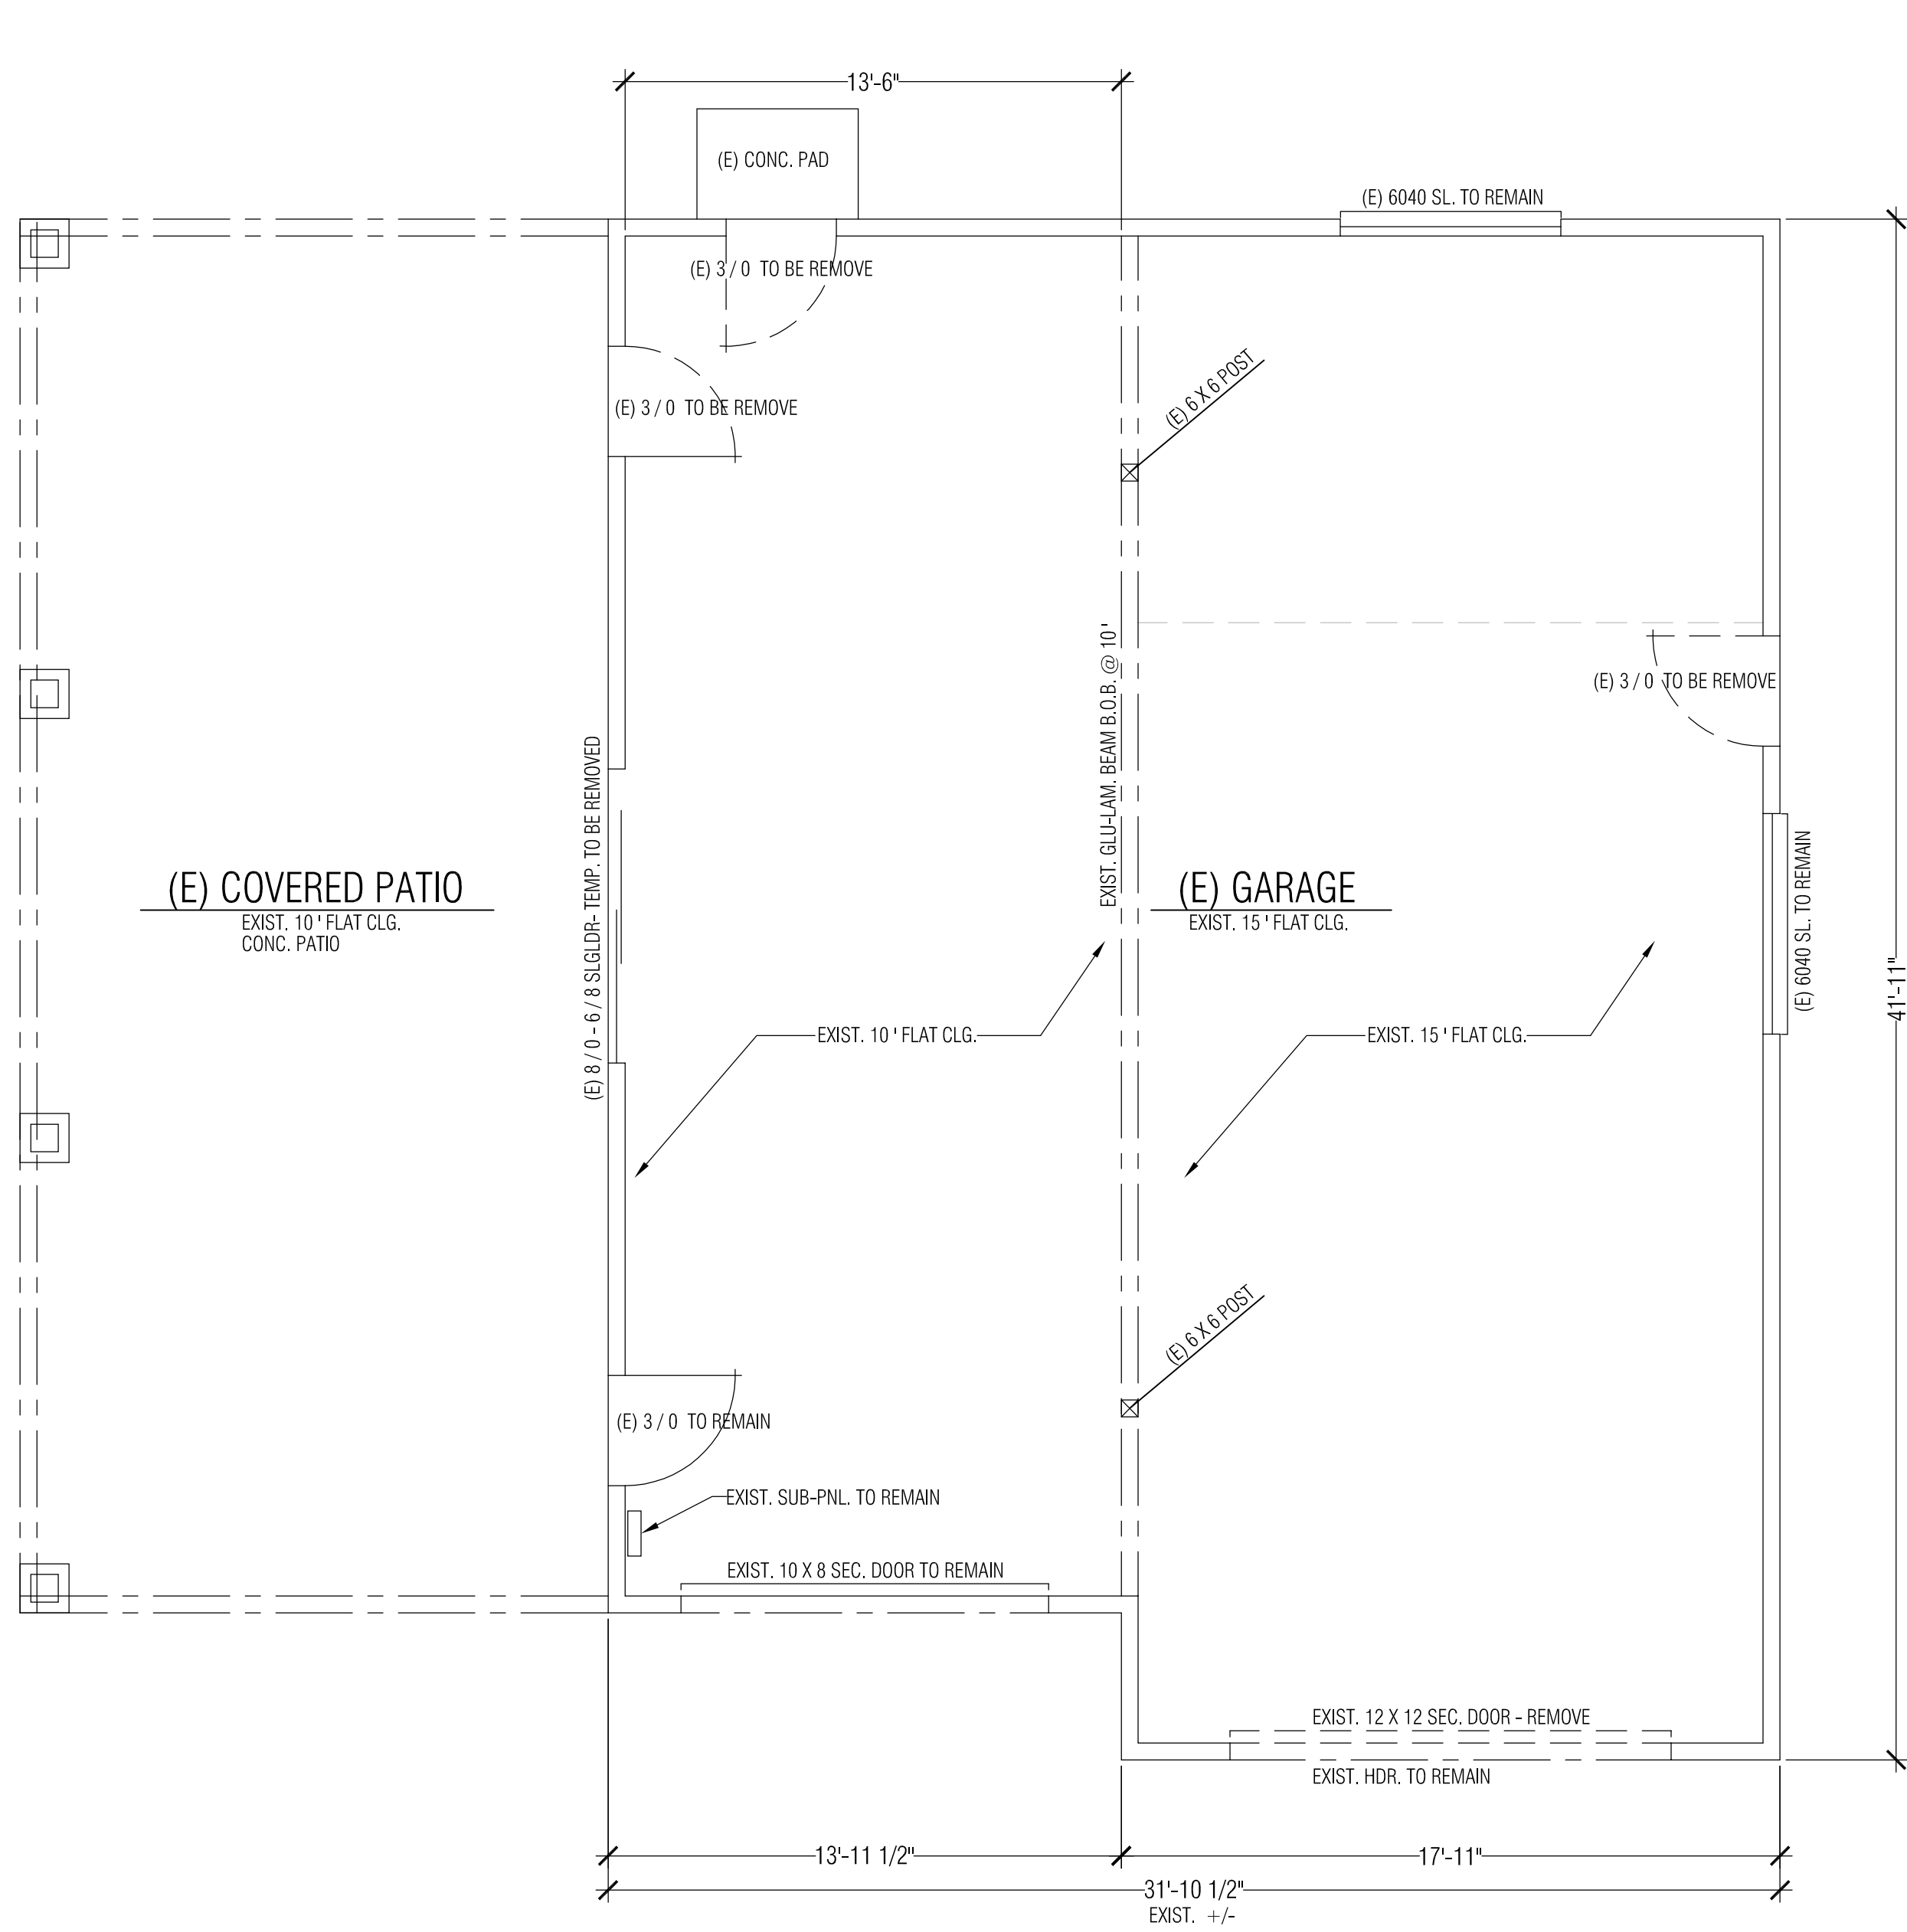 13'-6"
(E) CONC. PAD
(E) 6040 SL. TO REMAIN
(E) 3 / 0 TO BE REMOVE
(E) 6 X 6 POST
(E) 3 / 0 TO BE REMOVE
EXIST. GLU-LAM. BEAM B.O.B. @ 10 '
(E) 3 / 0 TO BE REMOVE
(E) 8 / 0 - 6 / 8 SLGLDR- TEMP. TO BE REMOVED
(E) COVERED PATIO
EXIST. 10 ' FLAT CLG.
CONC. PATIO
(E) GARAGE
EXIST. 15 ' FLAT CLG.
(E) 6040 SL. TO REMAIN
41'-11"
EXIST. 10 ' FLAT CLG.
EXIST. 15 ' FLAT CLG.
(E) 6 X 6 POST
(E) 3 / 0 TO REMAIN
EXIST. SUB-PNL. TO REMAIN
EXIST. 10 X 8 SEC. DOOR TO REMAIN
EXIST. 12 X 12 SEC. DOOR - REMOVE
EXIST. HDR. TO REMAIN
13'-11 1/2"
17'-11"
31'-10 1/2"
EXIST. +/-